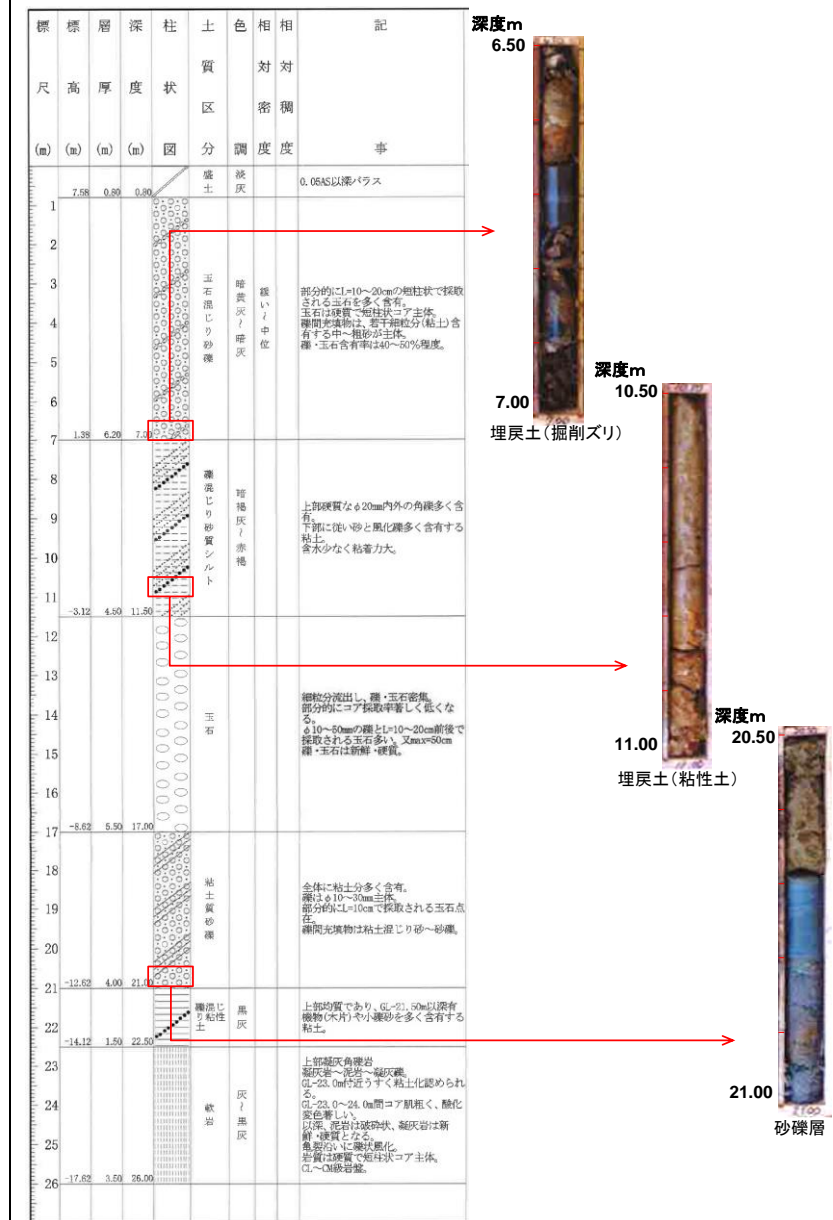 標尺(m)
標高(m)
層厚(m)
深度(m)
柱状図
土質区分
色調
相対密度
相対稠度
記事
7.58 0.80 0.80
盛土
淡灰
0.05AS以深バラス
1
2
3
4
5
6
玉石混じり砂礫
暗黄灰～暗灰
緩い～中位
部分的にL=10～20cmの短柱状で採取
される玉石を多く含有。
玉石は硬質で短柱状コア主体。
礫間充填物は、若干細粒分(粘土)含
有する中～粗砂が主体。
礫・玉石含有率は40～50%程度。
1.38 6.20 7.00
7
8
9
10
11
礫混じり砂質シルト
暗褐灰～赤褐
上部硬質なφ20mm内外の角礫多く含
有。
下部に従い砂と風化礫多く含有する
粘土。
含水少なく粘着力大。
-3.12 4.50 11.50
12
13
14
15
16
玉石
細粒分流出し、礫・玉石密集。
部分的にコア採取率著しく低くな
る。
φ10～50mmの礫とL=10～20cm前後で
採取される玉石多い。又max=50cm
礫・玉石は新鮮・硬質。
-8.62 5.50 17.00
17
18
19
20
粘土質砂礫
全体に粘土分多く含有。
礫はφ10～30mm主体。
部分的にL=10cmで採取される玉石点
在。
礫間充填物は粘土混じり砂～砂礫。
-12.62 4.00 21.00
21
22
礫混じり粘性土
黒灰
上部均質であり、GL-21.50m以深有
機物(木片)や小礫砂を多く含有する
粘土。
-14.12 1.50 22.50
23
24
25
26
軟岩
灰～黒灰
上部凝灰角礫岩
凝灰岩～泥岩～凝灰礫。
GL-23.0m付近うすく粘土化認められ
る。
GL-23.0～24.0m間コア肌粗く、酸化
変色著しい。
以深、泥岩は破砕状、凝灰岩は新
鮮・硬質となる。
亀裂沿いに礫状風化。
岩質は硬質で短柱状コア主体。
CL～CM級岩盤。
-17.62 3.50 26.00
深度m
6.50
7.00
埋戻土(掘削ズリ)
深度m
10.50
11.00
埋戻土(粘性土)
深度m
20.50
21.00
砂礫層